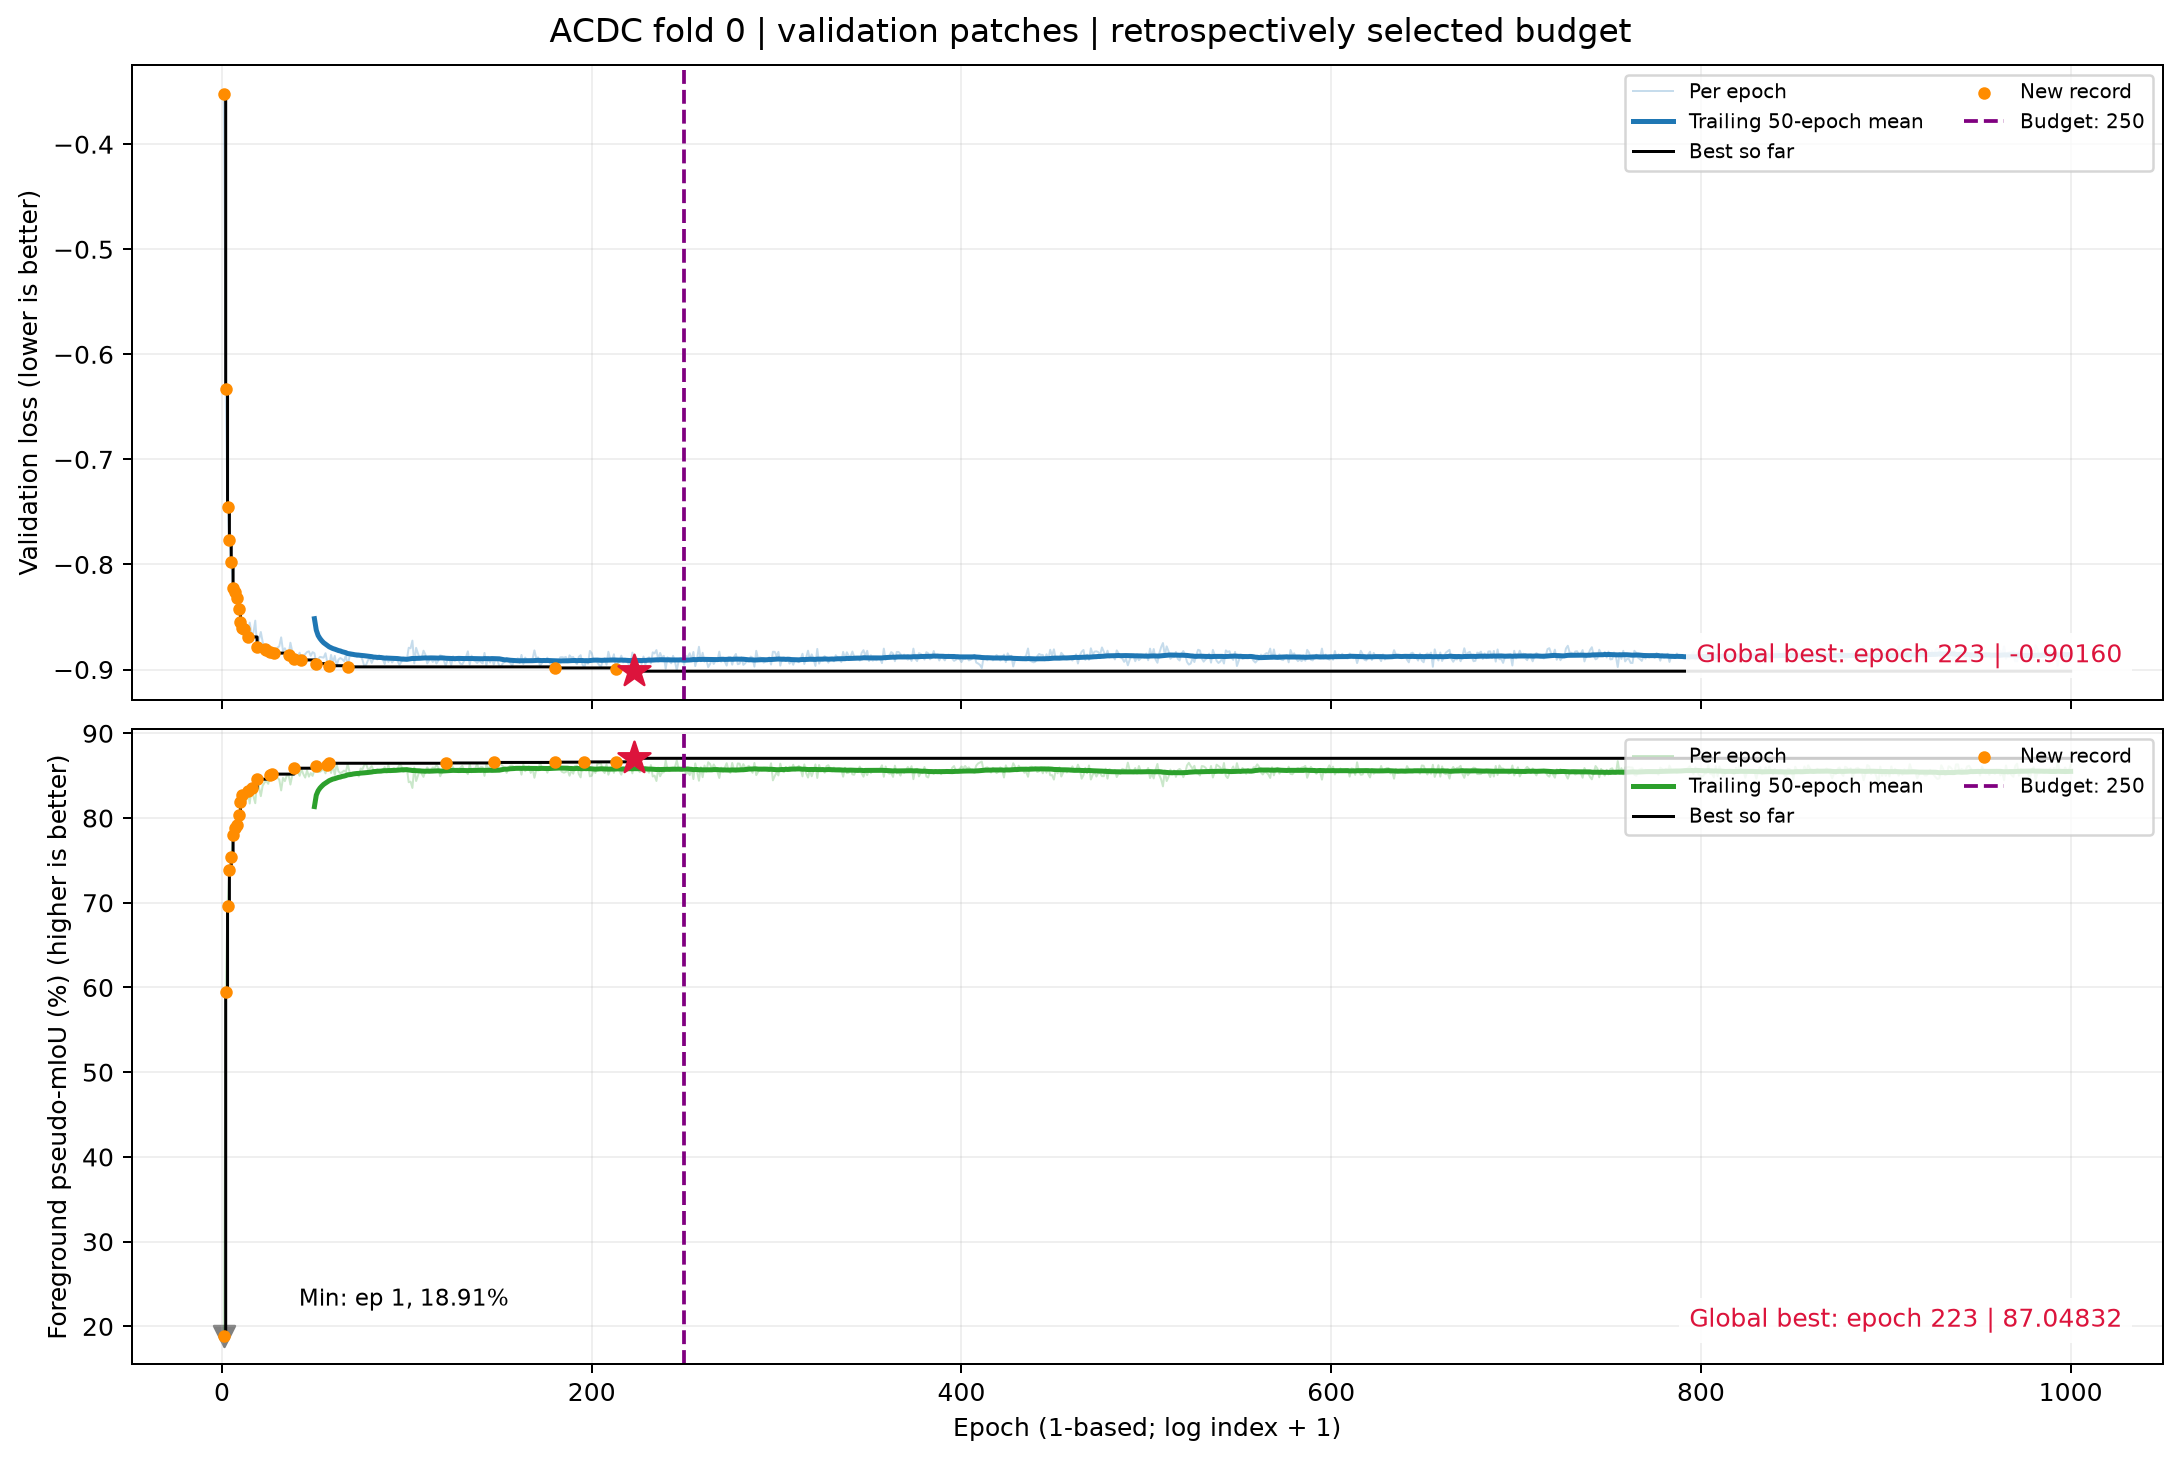 ACDC fold 0 | validation patches | retrospectively selected budget
Validation loss (lower is better)
−0.4
−0.5
−0.6
−0.7
−0.8
−0.9
Per epoch
Trailing 50-epoch mean
Best so far
New record
Budget: 250
Global best: epoch 223 | -0.90160
Foreground pseudo-mIoU (%) (higher is better)
90
80
70
60
50
40
30
20
Per epoch
Trailing 50-epoch mean
Best so far
New record
Budget: 250
Min: ep 1, 18.91%
Global best: epoch 223 | 87.04832
0
200
400
600
800
1000
Epoch (1-based; log index + 1)